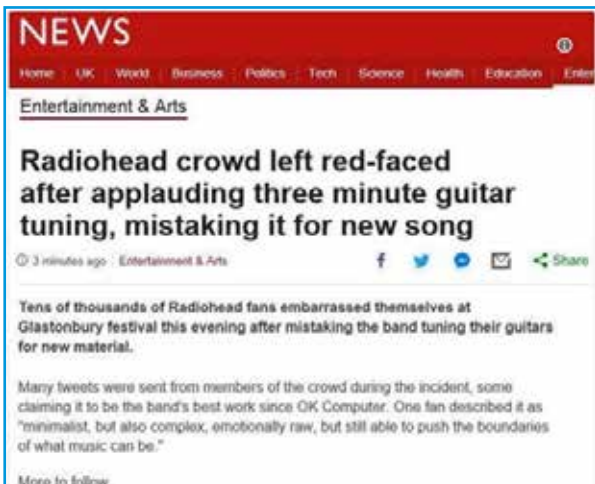 NEWS
Home UK World Business Politics Tech Science Health Education Enter
Entertainment & Arts
Radiohead crowd left red-faced
after applauding three minute guitar
tuning, mistaking it for new song
3 minutes ago Entertainment & Arts f Share
Tens of thousands of Radiohead fans embarrassed themselves at
Glastonbury festival this evening after mistaking the band tuning their guitars
for new material.
Many tweets were sent from members of the crowd during the incident, some
claiming it to be the band's best work since OK Computer. One fan described it as
"minimalist, but also complex, emotionally raw, but still able to push the boundaries
of what music can be."
More to follow